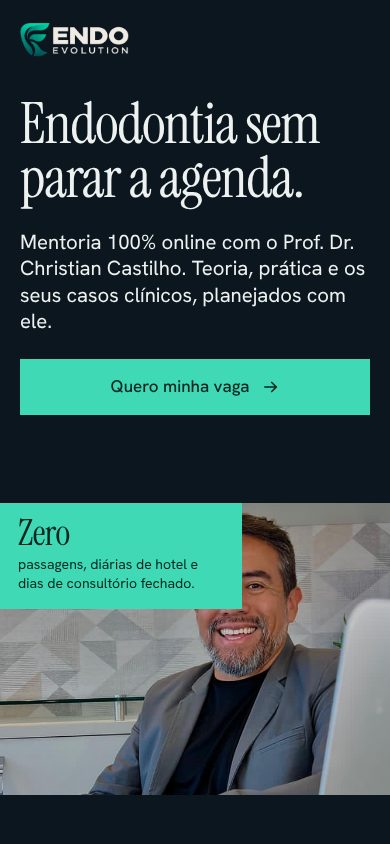 ENDO
EVOLUTION
Endodontia sem
parar a agenda.
Mentoria 100% online com o Prof. Dr.
Christian Castilho. Teoria, prática e os
seus casos clínicos, planejados com
ele.
Quero minha vaga →
Zero
passagens, diárias de hotel e
dias de consultório fechado.